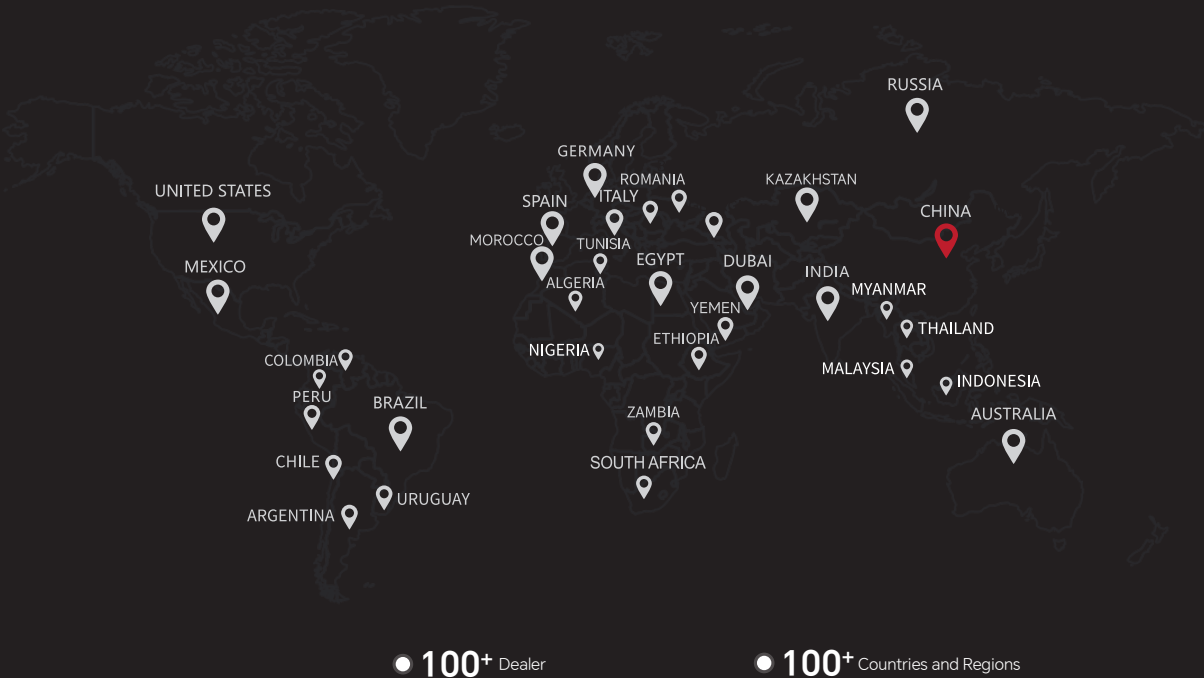 RUSSIA
GERMANY
ROMANIA
KAZAKHSTAN
UNITED STATES
SPAIN
ITALY
CHINA
MOROCCO
TUNISIA
EGYPT
DUBAI
MEXICO
ALGERIA
INDIA
MYANMAR
YEMEN
THAILAND
ETHIOPIA
NIGERIA
COLOMBIA
MALAYSIA
INDONESIA
PERU
BRAZIL
ZAMBIA
AUSTRALIA
CHILE
SOUTH AFRICA
URUGUAY
ARGENTINA
100+ Dealer
100+ Countries and Regions